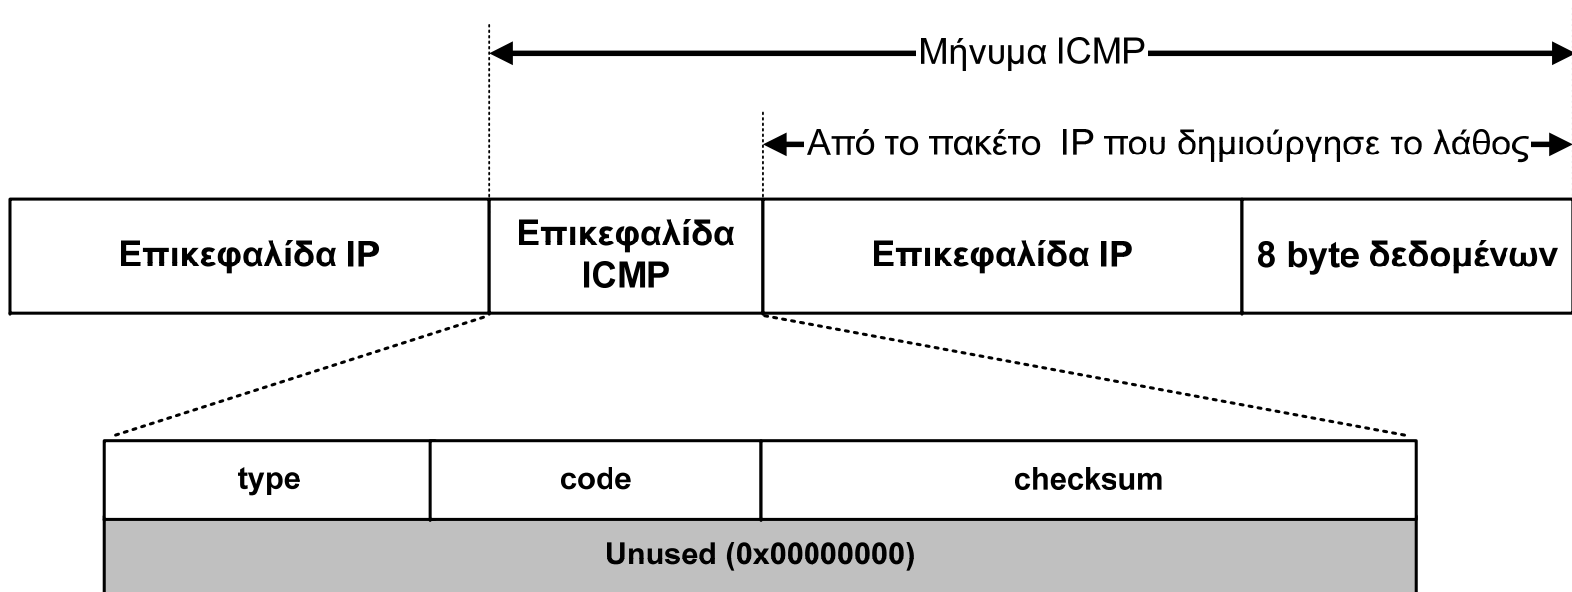 Μήνυμα ICMP
Από το πακέτο IP που δημιούργησε το λάθος
Επικεφαλίδα IP
Επικεφαλίδα
ICMP
Επικεφαλίδα IP
8 byte δεδομένων
type
code
checksum
Unused (0x00000000)